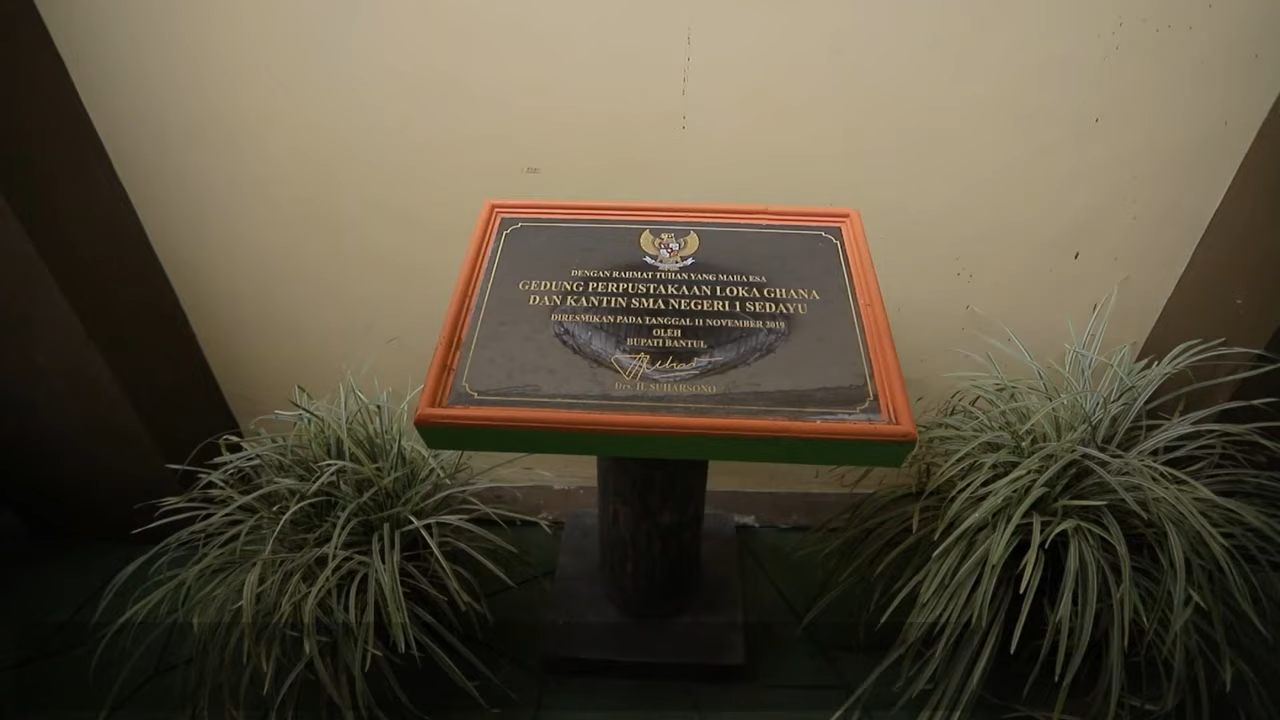 DENGAN RAHMAT TUHAN YANG MAHA ESA
GEDUNG PERPUSTAKAAN LOKA GHANA
DAN KANTIN SMA NEGERI 1 SEDAYU
DIRESMIKAN PADA TANGGAL 11 NOVEMBER 2019
OLEH
BUPATI BANTUL
Drs. H. SUHARSONO